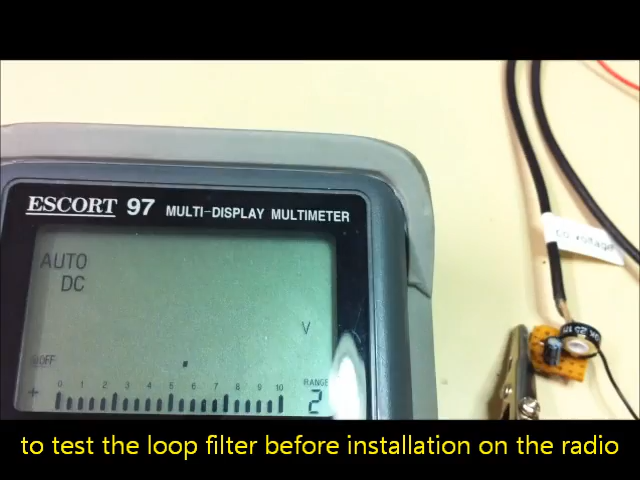 ESCORT 97 MULTI-DISPLAY MULTIMETER
AUTO
DC
V
OFF
0 1 2 3 4 5 6 7 8 9 10
RANGE
+
2
to test the loop filter before installation on the radio